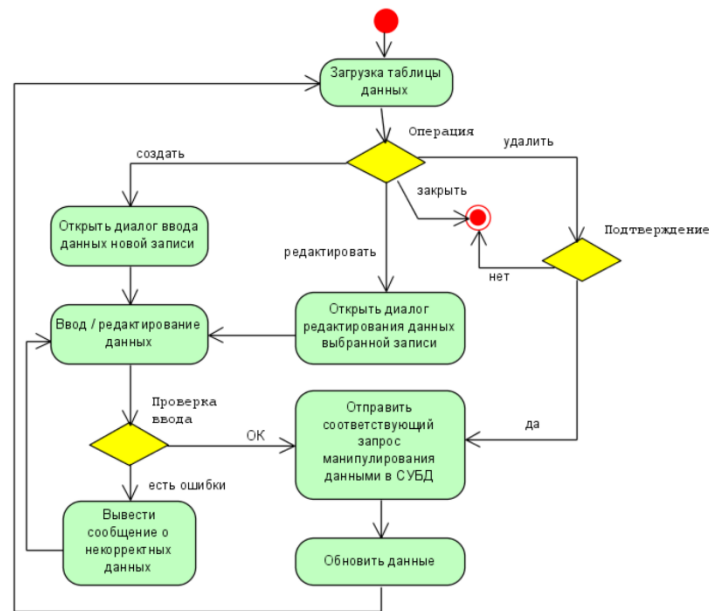 Загрузка таблицы
данных
Операция
создать
удалить
закрыть
Подтверждение
Открыть диалог ввода
данных новой записи
редактировать
нет
Ввод / редактирование
данных
Открыть диалог
редактирования данных
выбранной записи
Проверка
ввода
ОК
Отправить
соответствующий
запрос
манипулирования
данными в СУБД
да
есть ошибки
Вывести
сообщение о
некорректных
данных
Обновить данные